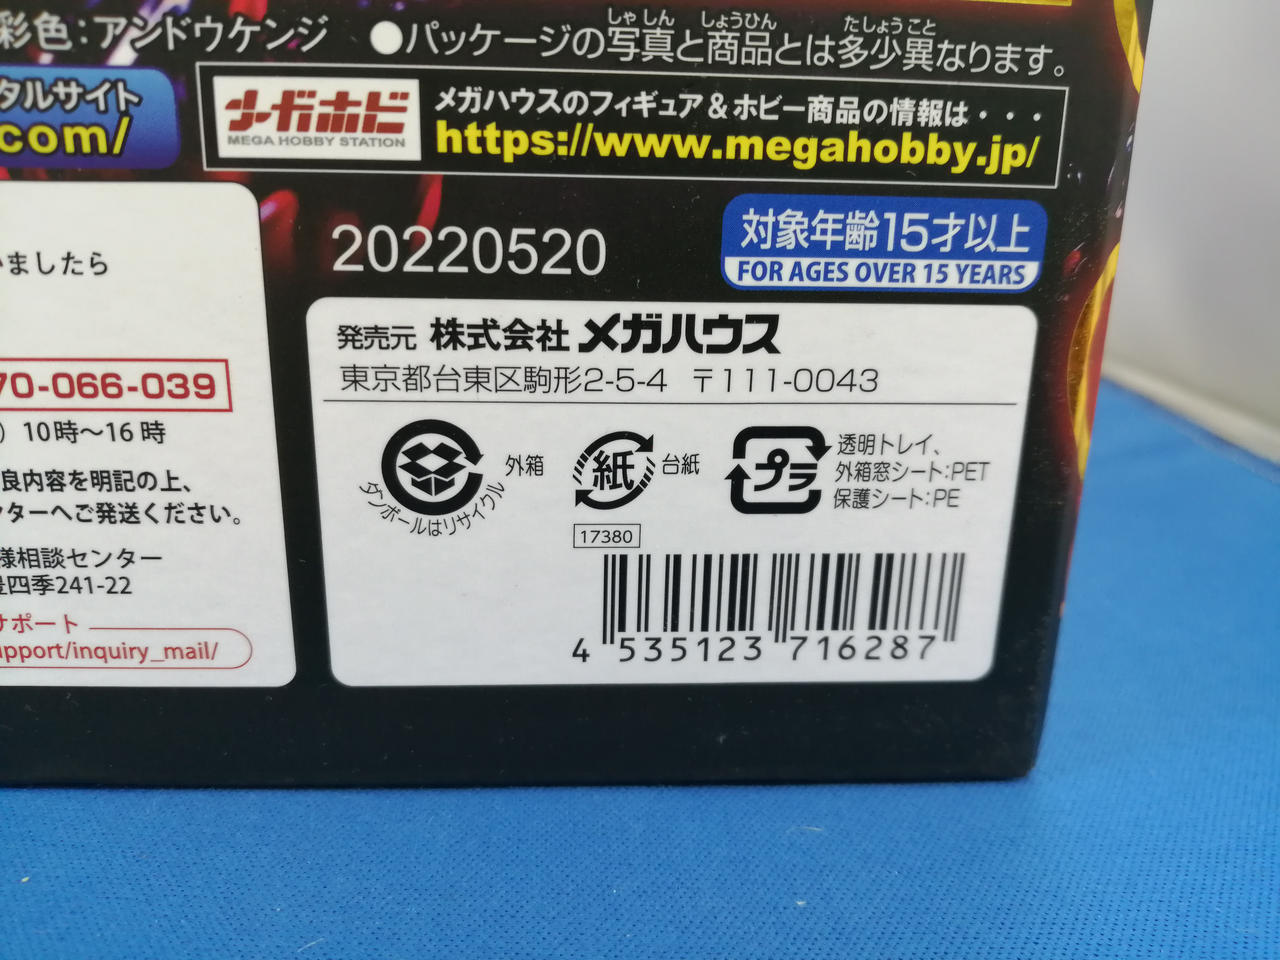 彩色：アンドウケンジ ●パッケージの写真と商品とは多少異なります。
しゃしん しょうひん たしょうこと
タルサイト
.com/
メガホビ
MEGA HOBBY STATION
メガハウスのフィギュア＆ホビー商品の情報は・・・
https://www.megahobby.jp/
ましたら
70-066-039
）10時～16時
良内容を明記の上、
ターへご発送ください。
様相談センター
四季241-22
サポート
upport/inquiry_mail/
20220520
対象年齢15才以上
FOR AGES OVER 15 YEARS
発売元 株式会社 メガハウス
東京都台東区駒形2-5-4 〒111-0043
外箱
ダンボールはリサイクル
紙
台紙
プラ
透明トレイ、
外箱窓シート：PET
保護シート：PE
17380
4 535123 716287